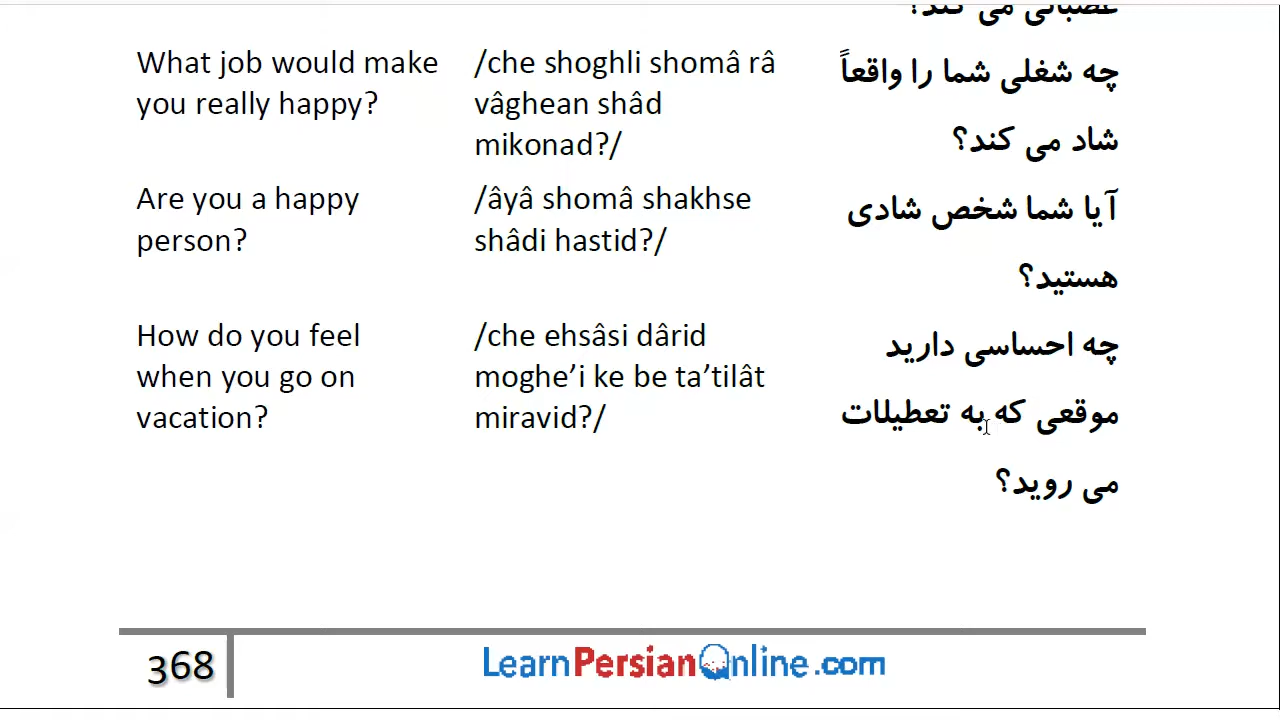 عصبانی می کند؟
What job would make
you really happy?
/che shoghli shomâ râ
vâghean shâd
mikonad?/
چه شغلی شما را واقعاً
شاد می کند؟
Are you a happy
person?
/âyâ shomâ shakhse
shâdi hastid?/
آیا شما شخص شادی
هستید؟
How do you feel
when you go on
vacation?
/che ehsâsi dârid
moghe’i ke be ta’tilât
miravid?/
چه احساسی دارید
موقعی که به تعطیلات
می روید؟
368
LearnPersianOnline.com